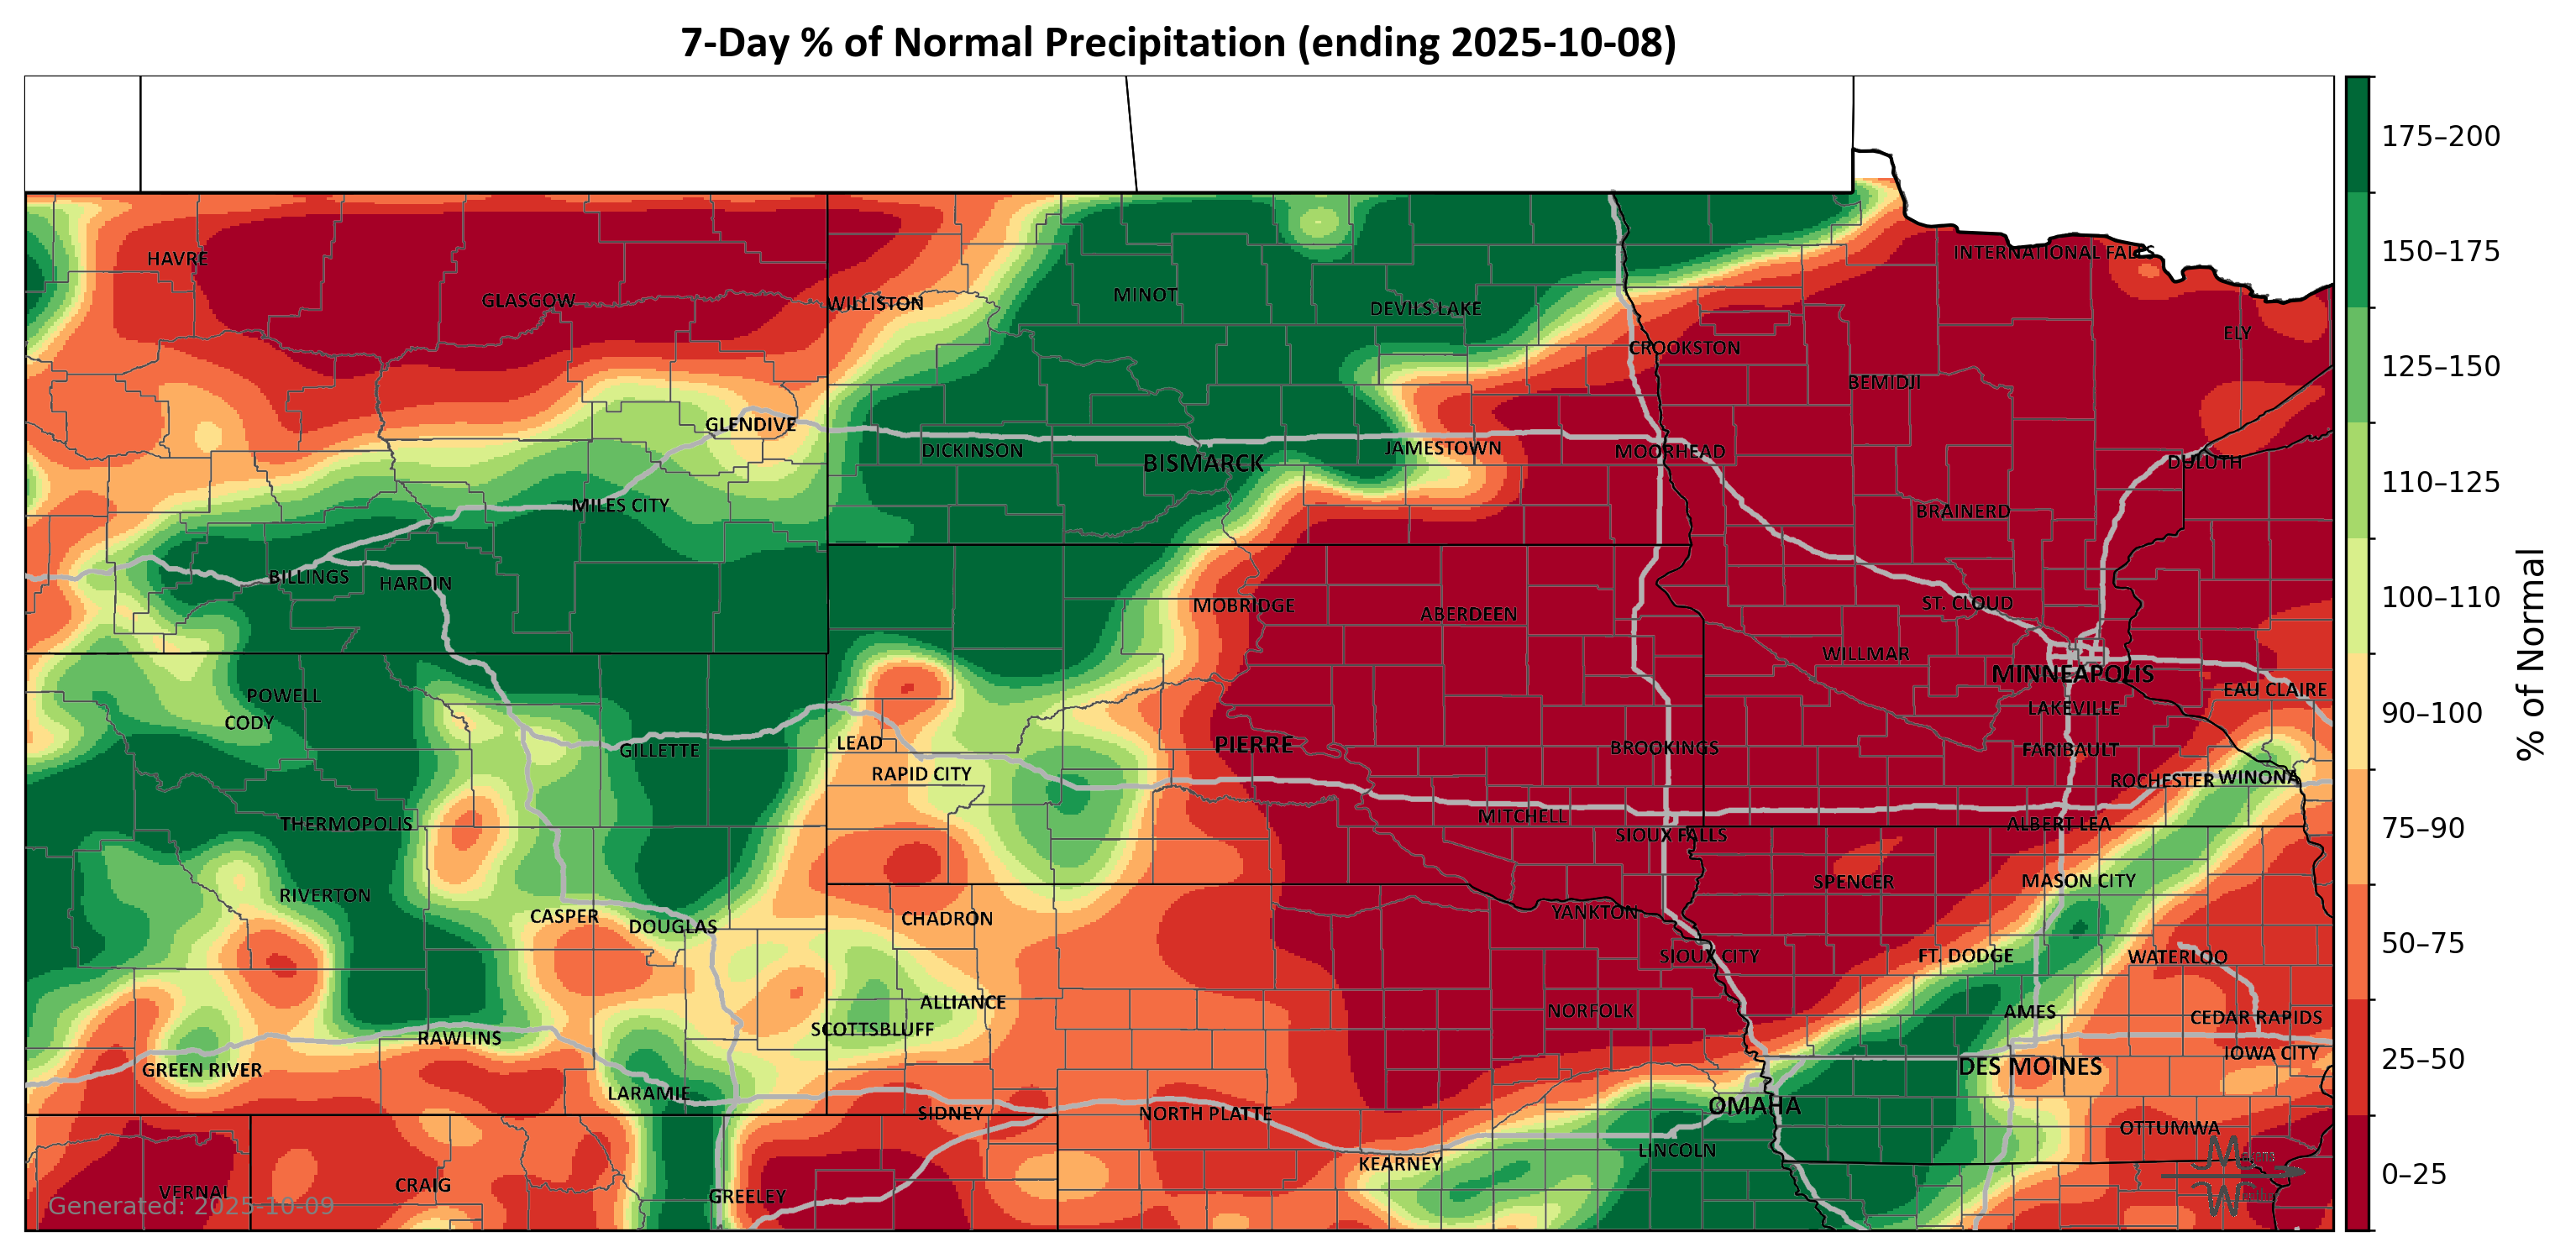 7-Day % of Normal Precipitation (ending 2025-10-08)
175–200
150–175
125–150
110–125
100–110
90–100
75–90
50–75
25–50
0–25
% of Normal
HAVRE
GLASGOW
WILLISTON
MINOT
DEVILS LAKE
INTERNATIONAL FALLS
ELY
CROOKSTON
BEMIDJI
GLENDIVE
DICKINSON
BISMARCK
JAMESTOWN
MOORHEAD
DULUTH
MILES CITY
BRAINERD
BILLINGS
HARDIN
MOBRIDGE
ABERDEEN
ST. CLOUD
WILLMAR
MINNEAPOLIS
EAU CLAIRE
POWELL
CODY
LAKEVILLE
GILLETTE
LEAD
PIERRE
BROOKINGS
FARIBAULT
RAPID CITY
ROCHESTER
WINONA
THERMOPOLIS
MITCHELL
SIOUX FALLS
ALBERT LEA
RIVERTON
SPENCER
MASON CITY
CASPER
DOUGLAS
CHADRON
YANKTON
SIOUX CITY
FT. DODGE
WATERLOO
ALLIANCE
NORFOLK
AMES
CEDAR RAPIDS
SCOTTSBLUFF
RAWLINS
IOWA CITY
GREEN RIVER
DES MOINES
LARAMIE
OMAHA
SIDNEY
NORTH PLATTE
OTTUMWA
LINCOLN
KEARNEY
VERNAL
CRAIG
GREELEY
Generated: 2025-10-09